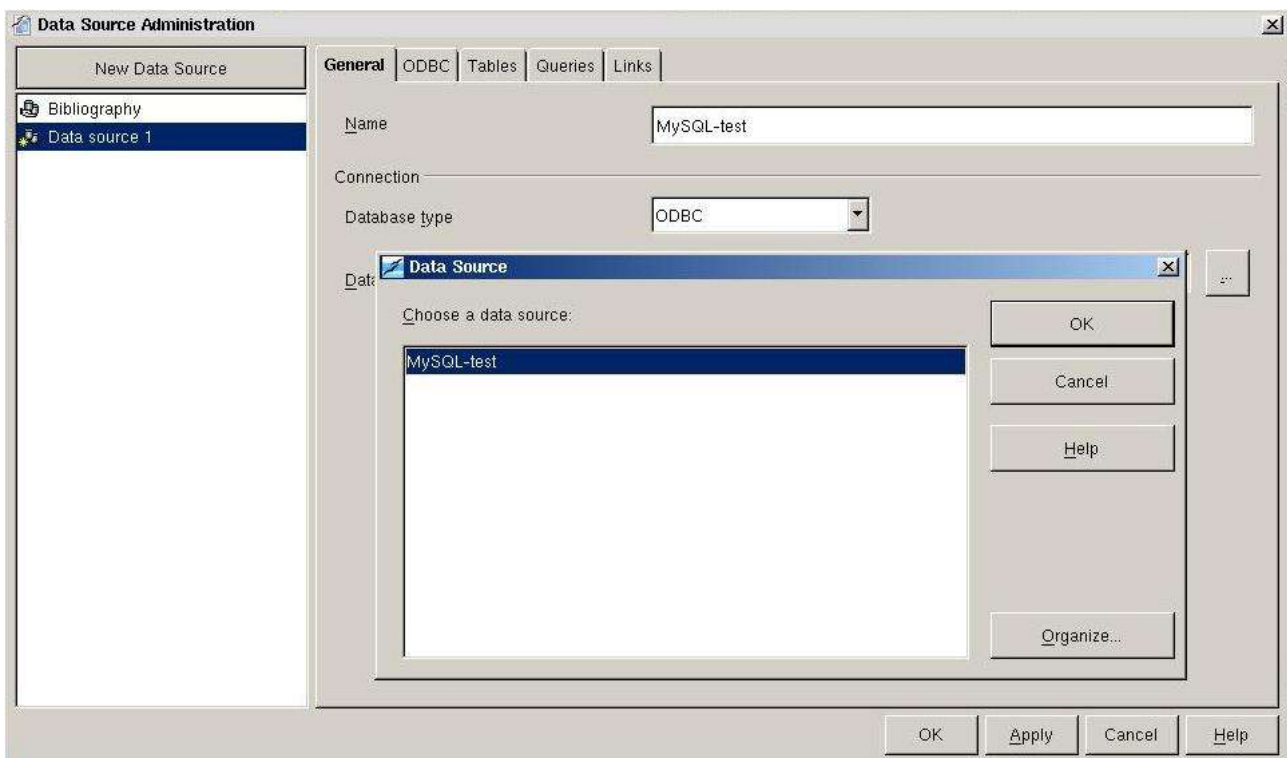 Data Source Administration
New Data Source
Bibliography
Data source 1
General ODBC Tables Queries Links
Name MySQL-test
Connection
Database type ODBC
Data
...
Data Source
Choose a data source:
MySQL-test
OK
Cancel
Help
Organize...
OK Apply Cancel Help